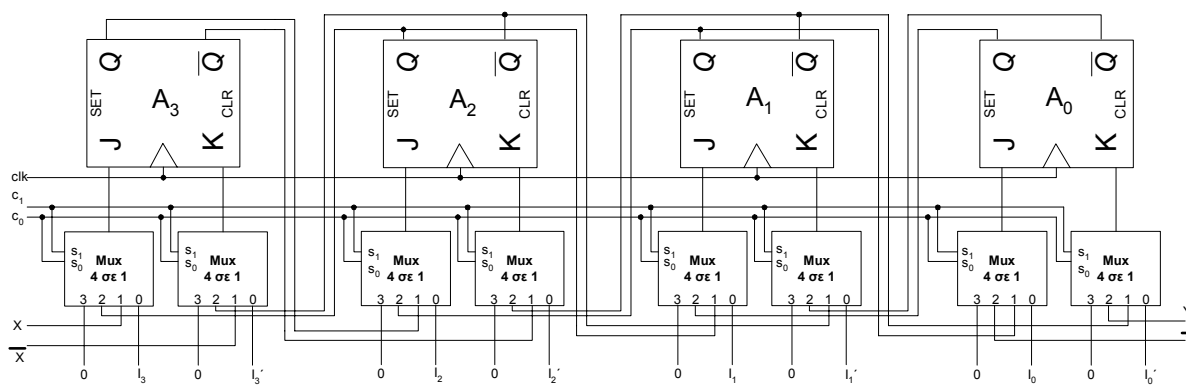 Q Q Q Q Q Q Q Q
SET A3 CLR SET A2 CLR SET A1 CLR SET A0 CLR
J K J K J K J K
clk
c1
c0
s1 s1 s1 s1 s1 s1 s1 s1
s0 s0 s0 s0 s0 s0 s0 s0
Mux Mux Mux Mux Mux Mux Mux Mux
4 σε 1 4 σε 1 4 σε 1 4 σε 1 4 σε 1 4 σε 1 4 σε 1 4 σε 1
3 2 1 0 3 2 1 0 3 2 1 0 3 2 1 0 3 2 1 0 3 2 1 0 3 2 1 0 3 2 1 0
X
X
0 I3 0 I3´ 0 I2 0 I2´ 0 I1 0 I1´ 0 I0 0 I0´